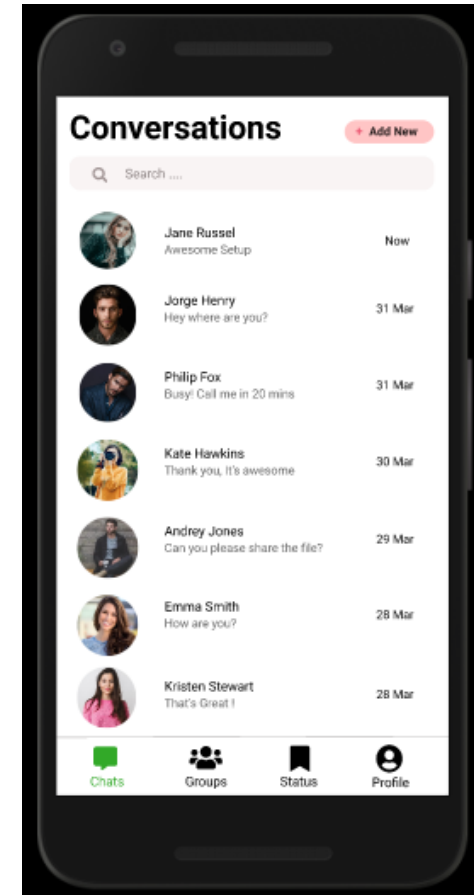 Conversations
+ Add New
Search ....
Jane Russel
Awesome Setup
Now
Jorge Henry
Hey where are you?
31 Mar
Philip Fox
Busy! Call me in 20 mins
31 Mar
Kate Hawkins
Thank you, It's awesome
30 Mar
Andrey Jones
Can you please share the file?
29 Mar
Emma Smith
How are you?
28 Mar
Kristen Stewart
That's Great !
28 Mar
Chats
Groups
Status
Profile